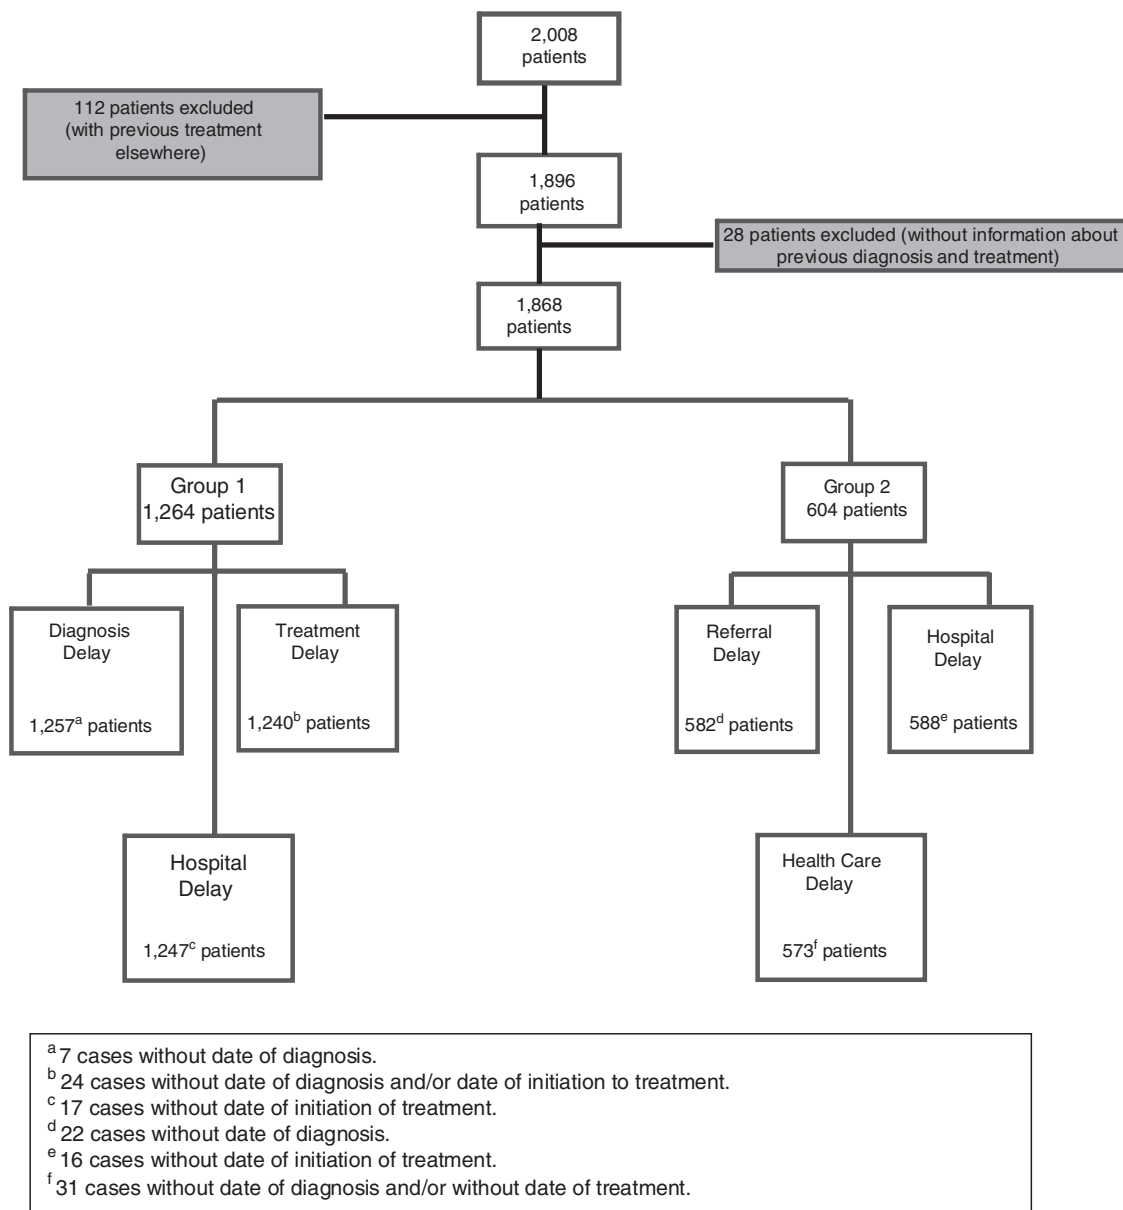 2,008
patients
112 patients excluded
(with previous treatment
elsewhere)
1,896
patients
28 patients excluded (without information about
previous diagnosis and treatment)
1,868
patients
Group 1
1,264 patients
Group 2
604 patients
Diagnosis
Delay
1,257a patients
Treatment
Delay
1,240b patients
Referral
Delay
582d patients
Hospital
Delay
588e patients
Hospital
Delay
1,247c patients
Health Care
Delay
573f patients
a 7 cases without date of diagnosis.
b 24 cases without date of diagnosis and/or date of initiation to treatment.
c 17 cases without date of initiation of treatment.
d 22 cases without date of diagnosis.
e 16 cases without date of initiation of treatment.
f 31 cases without date of diagnosis and/or without date of treatment.